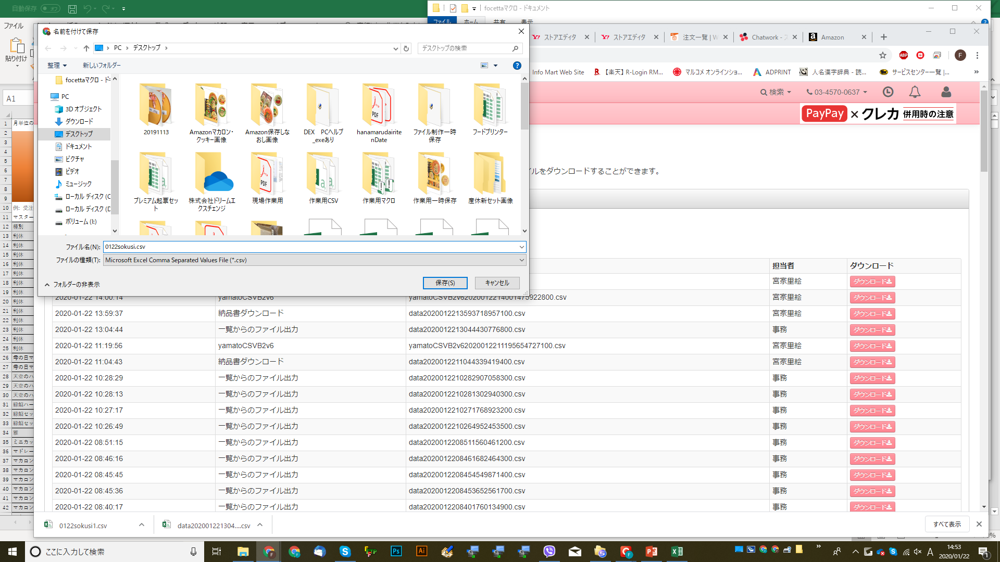 自動保存 オフ
focettaマクロ - ドキュメント
ファイル
ファイル ホーム 共有 表示
名前を付けて保存
ストアエディタ
ストアエディタ
注文一覧 | W
Chatwork - ス
Amazon
貼り付け
PC › デスクトップ ›
デスクトップの検索
整理 新しいフォルダー
Info Mart Web Site
【楽天】R-Login RM...
マルコメ オンラインショ...
ADPRINT
人名漢字辞典 - 読...
サービスセンター一覧 |...
»
A1
focettaマクロ - ドキ
PC
3D オブジェクト
ダウンロード
デスクトップ
ドキュメント
ピクチャ
ビデオ
ミュージック
ローカル ディスク (C
ローカル ディスク (D
ボリューム (I:)
20191113
Amazonマカロン・クッキー画像
Amazon保存しなおし画像
DEX PCヘルプ_exeあり
hanamarudairitenDate
ファイル制作一時保存
フードプリンター
プレミアム起票セット
株式会社ドリームエクスチェンジ
現場作業用
作業用CSV
作業用マクロ
作業用一時保存
産休新セット画像
ファイル名(N): 0122sokusi.csv
ファイルの種類(T): Microsoft Excel Comma Separated Values File (*.csv)
フォルダーの非表示
保存(S) キャンセル
検索 03-4570-0637
PayPay × クレカ 併用時の注意
イルをダウンロードすることができます。
担当者 ダウンロード
宮家里絵 ダウンロード
2020-01-22 14:00:14 yamatoCSVB2v6 yamatoCSVB2v62020012214001475922800.csv 宮家里絵 ダウンロード
2020-01-22 13:59:37 納品書ダウンロード data2020012213593718957100.csv 宮家里絵 ダウンロード
2020-01-22 13:04:44 一覧からのファイル出力 data2020012213044430776800.csv 事務 ダウンロード
2020-01-22 11:19:56 yamatoCSVB2v6 yamatoCSVB2v62020012211195654727100.csv 宮家里絵 ダウンロード
2020-01-22 11:04:43 納品書ダウンロード data2020012211044339419400.csv 宮家里絵 ダウンロード
2020-01-22 10:28:29 一覧からのファイル出力 data2020012210282907058300.csv 事務 ダウンロード
2020-01-22 10:28:13 一覧からのファイル出力 data2020012210281302940300.csv 事務 ダウンロード
2020-01-22 10:27:17 一覧からのファイル出力 data2020012210271768923200.csv 事務 ダウンロード
2020-01-22 10:26:49 一覧からのファイル出力 data2020012210264952453500.csv 事務 ダウンロード
2020-01-22 08:51:15 一覧からのファイル出力 data2020012208511560461200.csv 事務 ダウンロード
2020-01-22 08:46:16 一覧からのファイル出力 data2020012208461682464300.csv 事務 ダウンロード
2020-01-22 08:45:45 一覧からのファイル出力 data2020012208454549871400.csv 事務 ダウンロード
2020-01-22 08:45:36 一覧からのファイル出力 data2020012208453652561700.csv 事務 ダウンロード
2020-01-22 08:40:17 一覧からのファイル出力 data2020012208401760134900.csv 事務 ダウンロード
1 月単位の
2
3
4
5
6
7
8
9
10 例: 受注
11 マスター
12 種別
13 利休
14 利休
15 利休
16 利休
17 利休
18 利休
19 利休
20 利休
21 利休
22 利休
23 利休
24 利休
25 利休
26 母の日マ
27 母の日マ
28 天空のハ
29 天空のハ
30 天空のハ
31 緑館ハー
32 緑館セッ
33 緑館セッ
34 雅
35 ミニカッ
36 マドレー
37 マカロン
38 マカロン
39 マカロン
40 マカロン
41 マカロン
42 マカロン
0122sokusi1.csv
data202001221304....csv
すべて表示
ここに入力して検索
A
14:53
2020/01/22
1